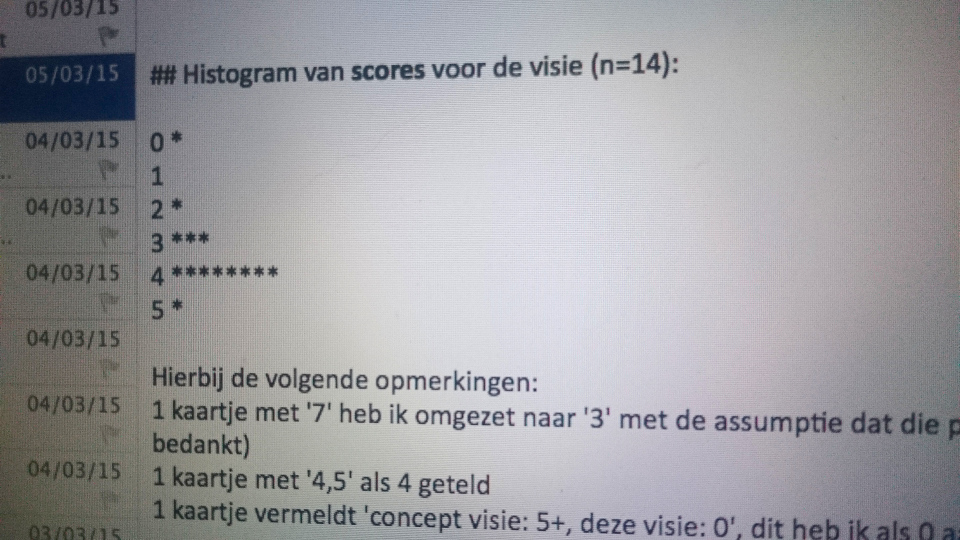 05/03/15
t
05/03/15
04/03/15
..
04/03/15
..
04/03/15
04/03/15
04/03/15
04/03/15
03/03/15
## Histogram van scores voor de visie (n=14):
0 *
1
2 *
3 ***
4 ********
5 *
Hierbij de volgende opmerkingen:
1 kaartje met '7' heb ik omgezet naar '3' met de assumptie dat die p
bedankt)
1 kaartje met '4,5' als 4 geteld
1 kaartje vermeldt 'concept visie: 5+, deze visie: 0', dit heb ik als 0 a